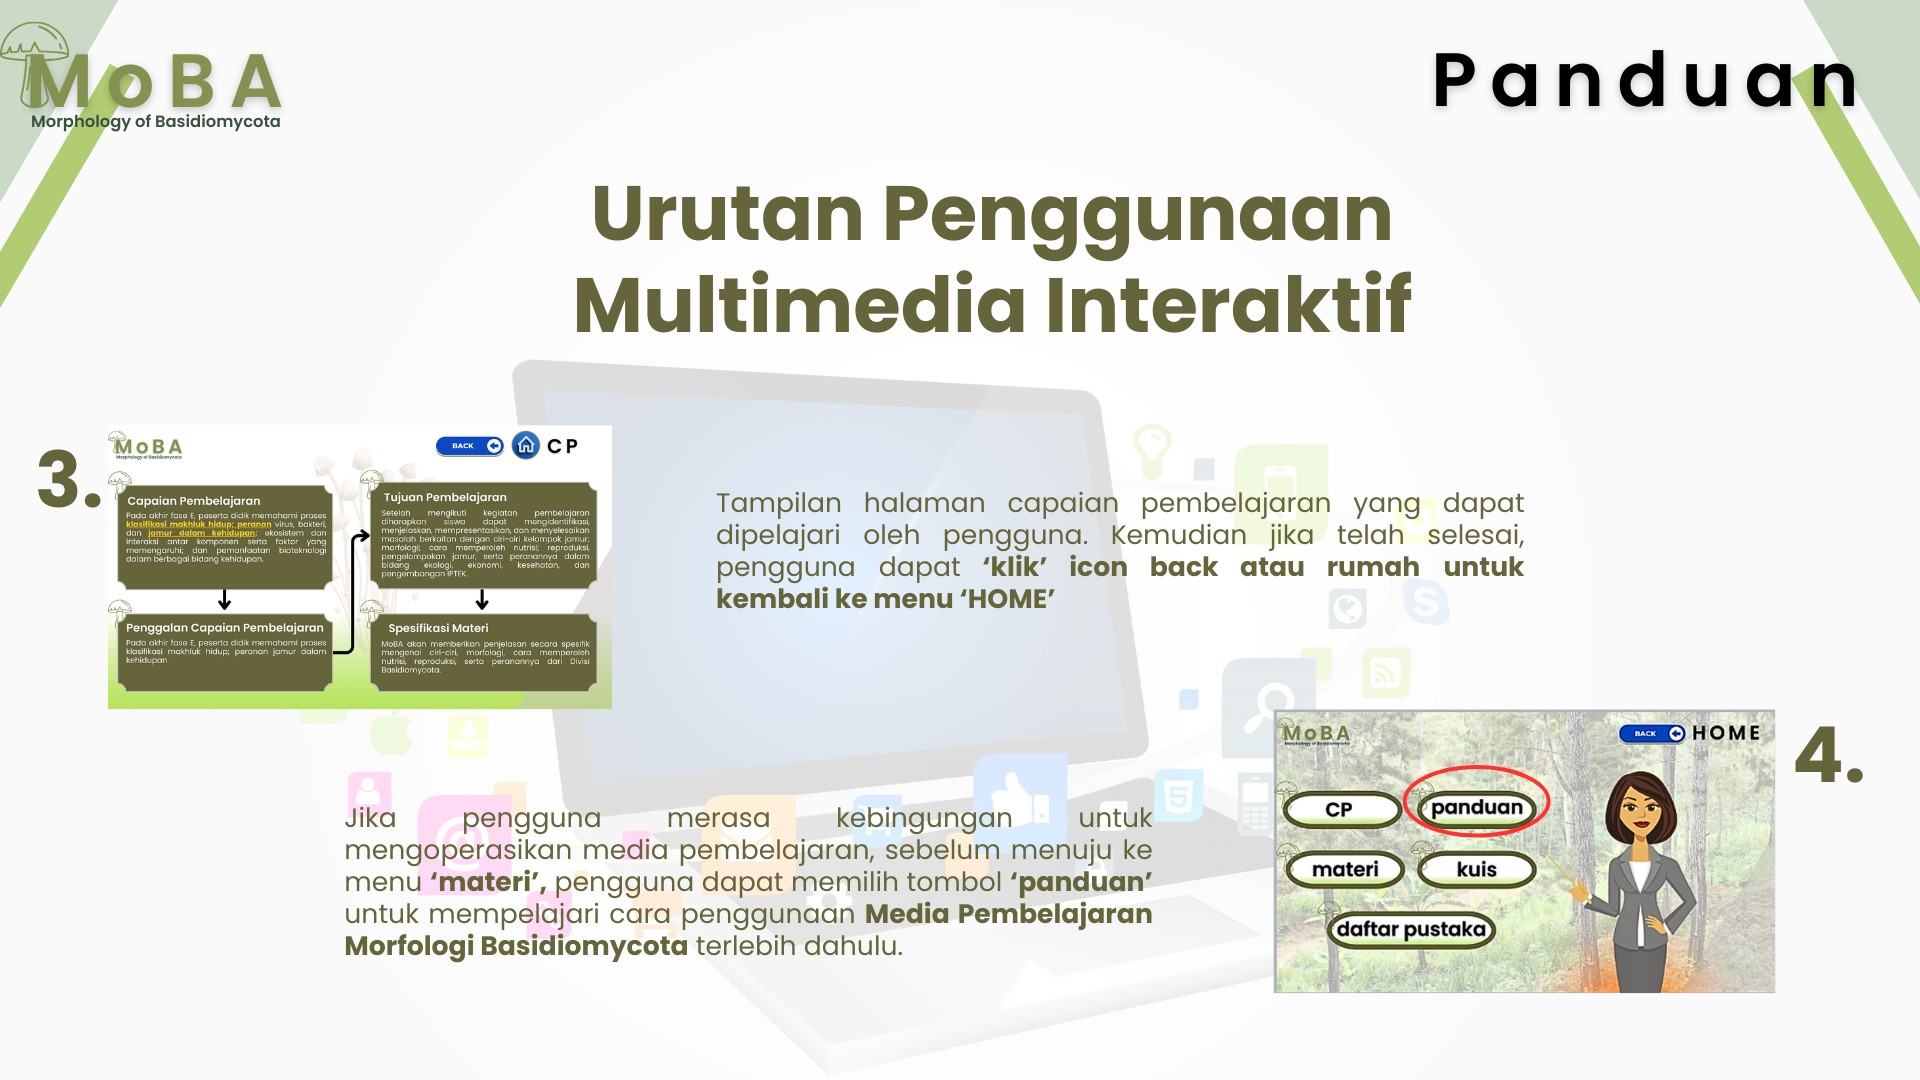 MoBA
Morphology of Basidiomycota
Panduan
Urutan Penggunaan
Multimedia Interaktif
3.
MoBA
Morphology of Basidiomycota
BACK
CP
Capaian Pembelajaran
Pada akhir fase E, peserta didik memahami proses
klasifikasi makhluk hidup; peranan virus, bakteri,
dan jamur dalam kehidupan; ekosistem dan
interaksi antar komponen serta faktor yang
memengaruhi; dan pemanfaatan bioteknologi
dalam berbagai bidang kehidupan.
Tujuan Pembelajaran
Setelah mengikuti kegiatan pembelajaran
diharapkan siswa dapat mengidentifikasi,
menjelaskan, mempresentasikan, dan menyelesaikan
masalah berkaitan dengan ciri-ciri kelompok jamur;
morfologi; cara memperoleh nutrisi; reproduksi,
pengelompokan jamur, serta peranannya dalam
bidang ekologi, ekonomi, kesehatan, dan
pengembangan IPTEK.
Penggalan Capaian Pembelajaran
Pada akhir fase E, peserta didik memahami proses
klasifikasi makhluk hidup; peranan jamur dalam
kehidupan.
Spesifikasi Materi
MoBA akan memberikan penjelasan secara spesifik
mengenai ciri-ciri, morfologi, cara memperoleh
nutrisi, reproduksi, serta peranannya dari Divisi
Basidiomycota.
Tampilan halaman capaian pembelajaran yang dapat
dipelajari oleh pengguna. Kemudian jika telah selesai,
pengguna dapat ‘klik’ icon back atau rumah untuk
kembali ke menu ‘HOME’
4.
MoBA
Morphology of Basidiomycota
BACK
HOME
CP
panduan
materi
kuis
daftar pustaka
Jika pengguna merasa kebingungan untuk
mengoperasikan media pembelajaran, sebelum menuju ke
menu ‘materi’, pengguna dapat memilih tombol ‘panduan’
untuk mempelajari cara penggunaan Media Pembelajaran
Morfologi Basidiomycota terlebih dahulu.